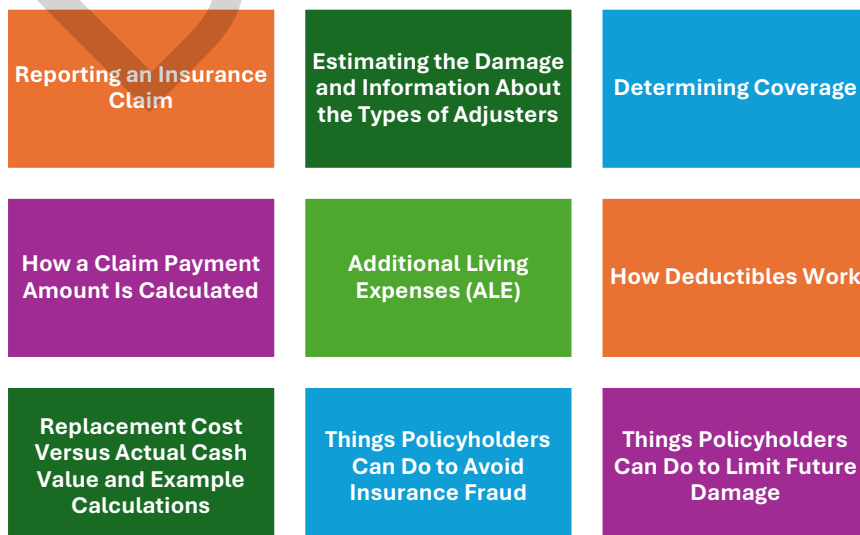 Reporting an Insurance
Claim
Estimating the Damage
and Information About
the Types of Adjusters
Determining Coverage
How a Claim Payment
Amount Is Calculated
Additional Living
Expenses (ALE)
How Deductibles Work
Replacement Cost
Versus Actual Cash
Value and Example
Calculations
Things Policyholders
Can Do to Avoid
Insurance Fraud
Things Policyholders
Can Do to Limit Future
Damage